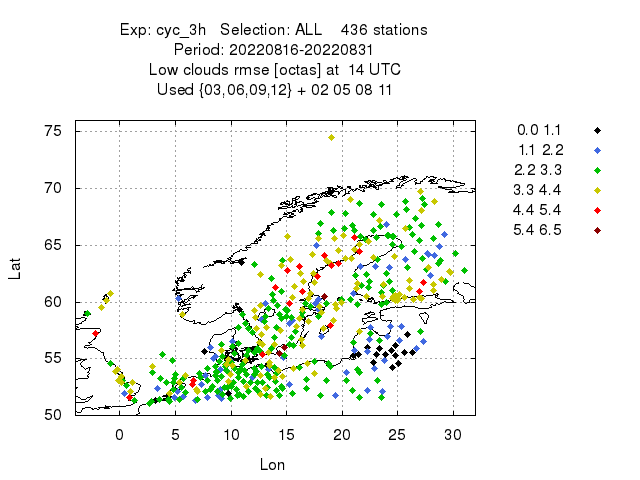 Exp: cyc_3h   Selection: ALL    436 stations
Period: 20220816-20220831
Low clouds rmse [octas] at  14 UTC
Used {03,06,09,12} + 02 05 08 11
0.0 1.1
1.1 2.2
2.2 3.3
3.3 4.4
4.4 5.4
5.4 6.5
75
70
65
60
55
50
Lat
0 5 10 15 20 25 30
Lon